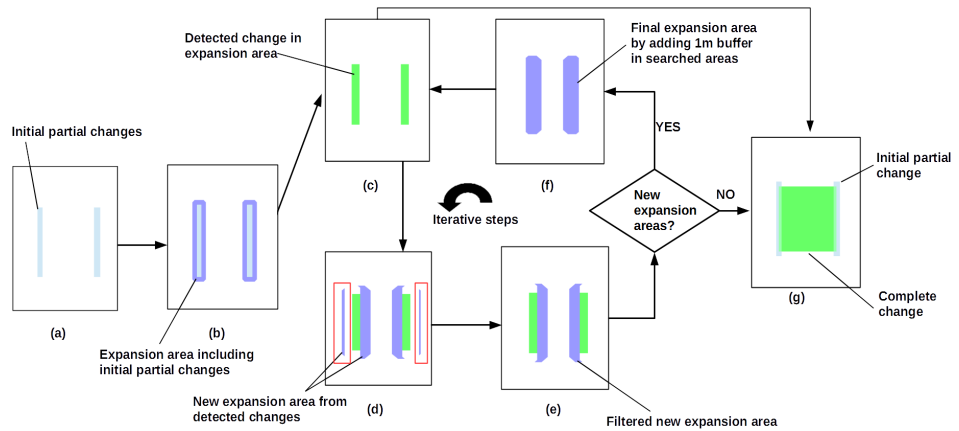 Detected change in
expansion area
Final expansion area
by adding 1m buffer
in searched areas
Initial partial changes
(a)
(b)
Expansion area including
initial partial changes
(c)
(f)
Iterative steps
YES
New
expansion
areas?
NO
Initial partial
change
(g)
Complete
change
New expansion area from
detected changes
(d)
(e)
Filtered new expansion area